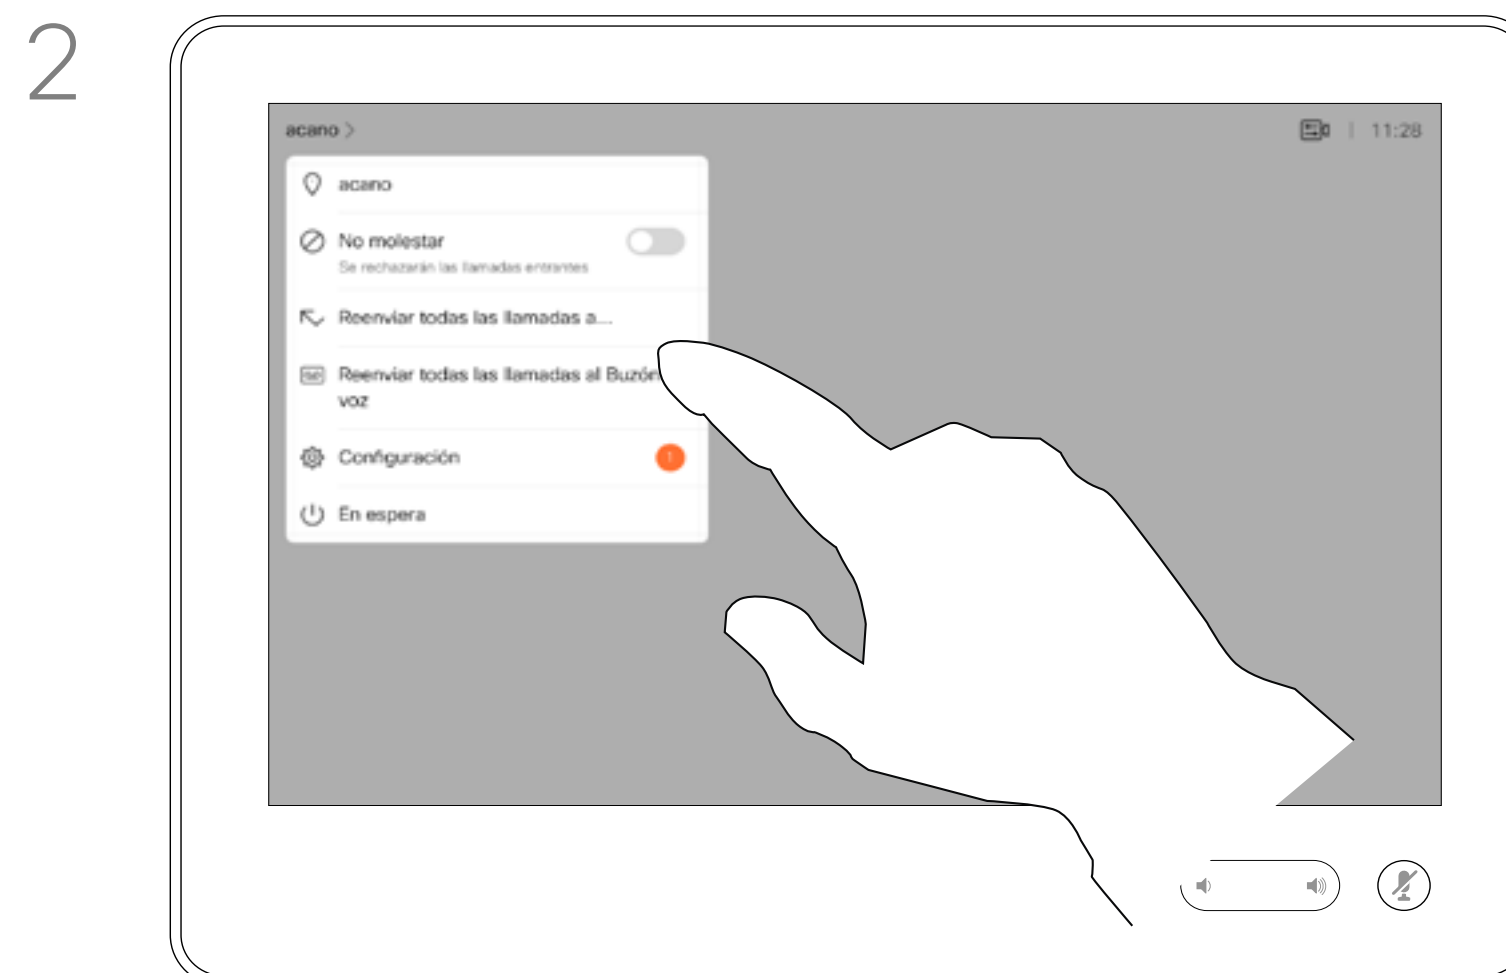 2
acano >
11:28
acano
No molestar
Se rechazarán las llamadas entrantes
Reenviar todas las llamadas a...
Reenviar todas las llamadas al Buzón
voz
Configuración
!
En espera